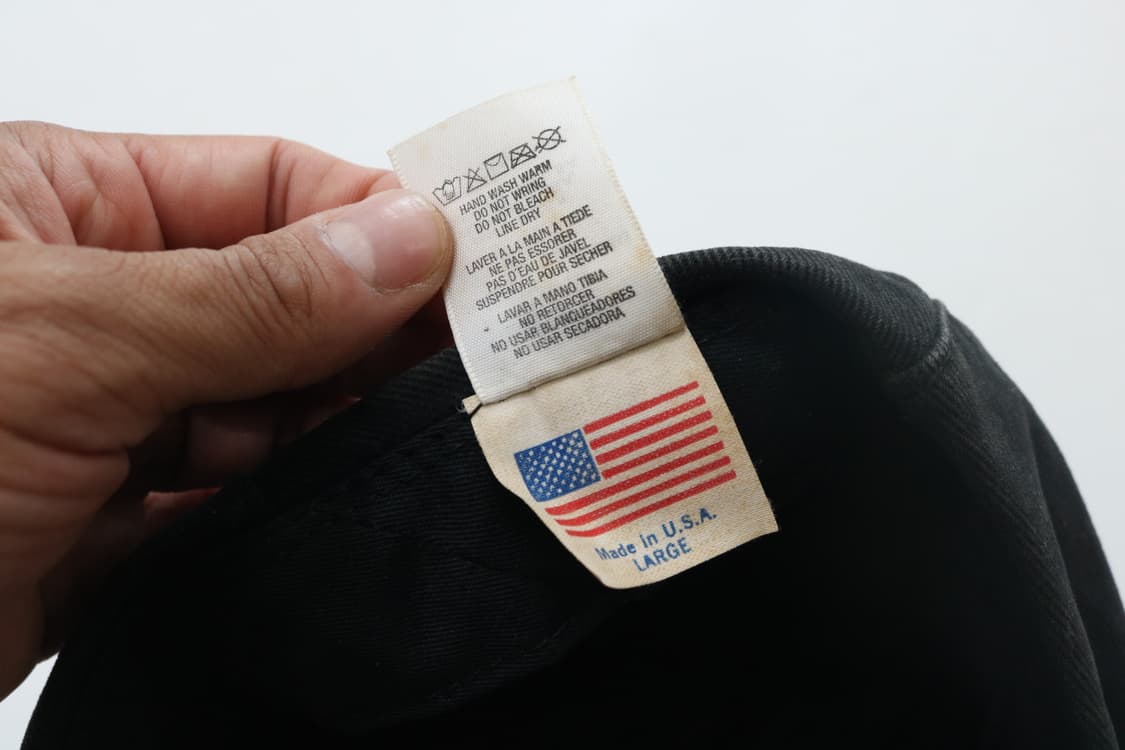 HAND WASH WARM
DO NOT WRING
DO NOT BLEACH
LINE DRY
LAVER A LA MAIN A TIEDE
NE PAS ESSORER
PAS D'EAU DE JAVEL
SUSPENDRE POUR SECHER
LAVAR A MANO TIBIA
NO RETORCER
NO USAR BLANQUEADORES
NO USAR SECADORA
Made in U.S.A.
LARGE